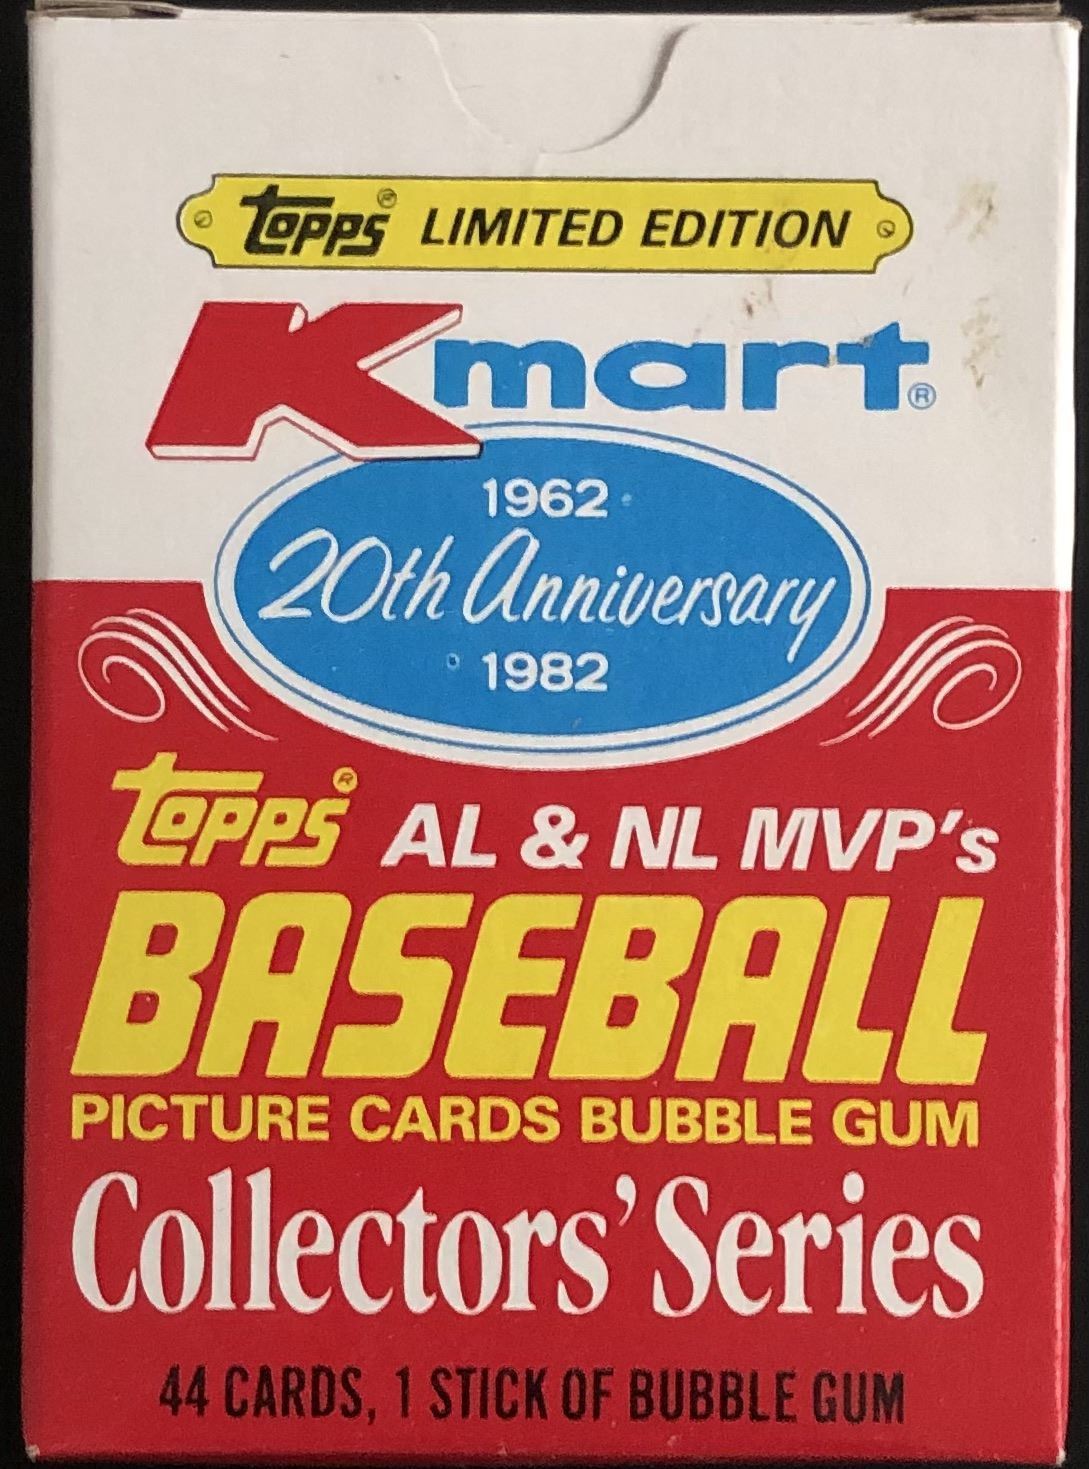 topps® LIMITED EDITION
Kmart®
1962
20th Anniversary
1982
topps® AL & NL MVP's
BASEBALL
PICTURE CARDS BUBBLE GUM
Collectors' Series
44 CARDS, 1 STICK OF BUBBLE GUM